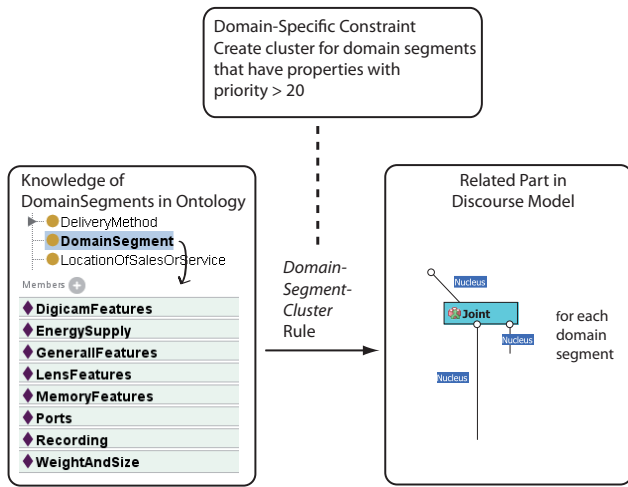 Domain-Specific Constraint
Create cluster for domain segments
that have properties with
priority > 20
Knowledge of
DomainSegments in Ontology
DeliveryMethod
DomainSegment
LocationOfSalesOrService
Members
DigicamFeatures
EnergySupply
GenerallFeatures
LensFeatures
MemoryFeatures
Ports
Recording
WeightAndSize
Domain-
Segment-
Cluster
Rule
Related Part in
Discourse Model
Nucleus
Joint
Nucleus
Nucleus
for each
domain
segment